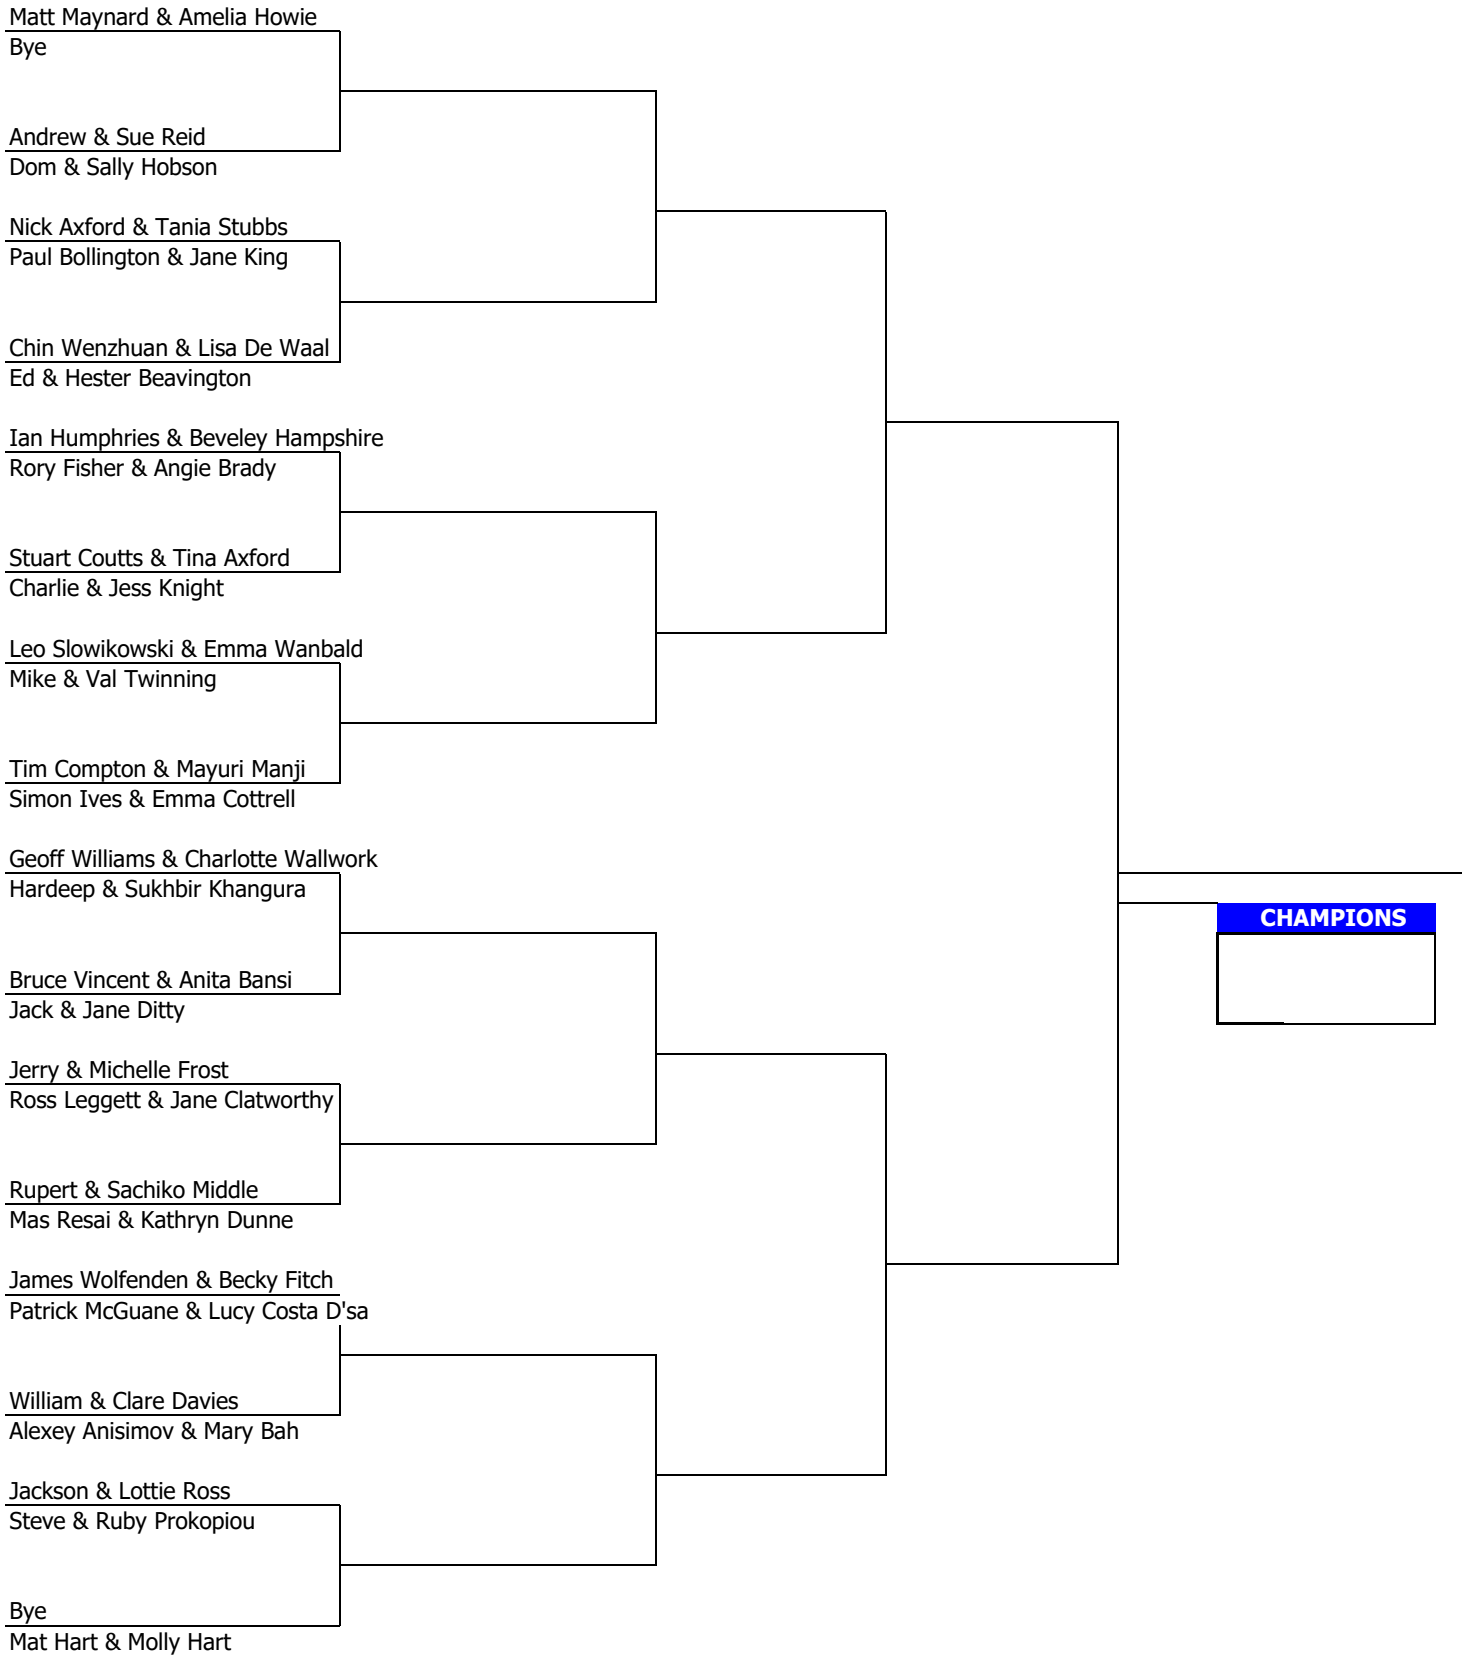 Matt Maynard & Amelia Howie
Bye
Andrew & Sue Reid
Dom & Sally Hobson
Nick Axford & Tania Stubbs
Paul Bollington & Jane King
Chin Wenzhuan & Lisa De Waal
Ed & Hester Beavington
Ian Humphries & Beveley Hampshire
Rory Fisher & Angie Brady
Stuart Coutts & Tina Axford
Charlie & Jess Knight
Leo Slowikowski & Emma Wanbald
Mike & Val Twinning
Tim Compton & Mayuri Manji
Simon Ives & Emma Cottrell
Geoff Williams & Charlotte Wallwork
Hardeep & Sukhbir Khangura
CHAMPIONS
Bruce Vincent & Anita Bansi
Jack & Jane Ditty
Jerry & Michelle Frost
Ross Leggett & Jane Clatworthy
Rupert & Sachiko Middle
Mas Resai & Kathryn Dunne
James Wolfenden & Becky Fitch
Patrick McGuane & Lucy Costa D'sa
William & Clare Davies
Alexey Anisimov & Mary Bah
Jackson & Lottie Ross
Steve & Ruby Prokopiou
Bye
Mat Hart & Molly Hart